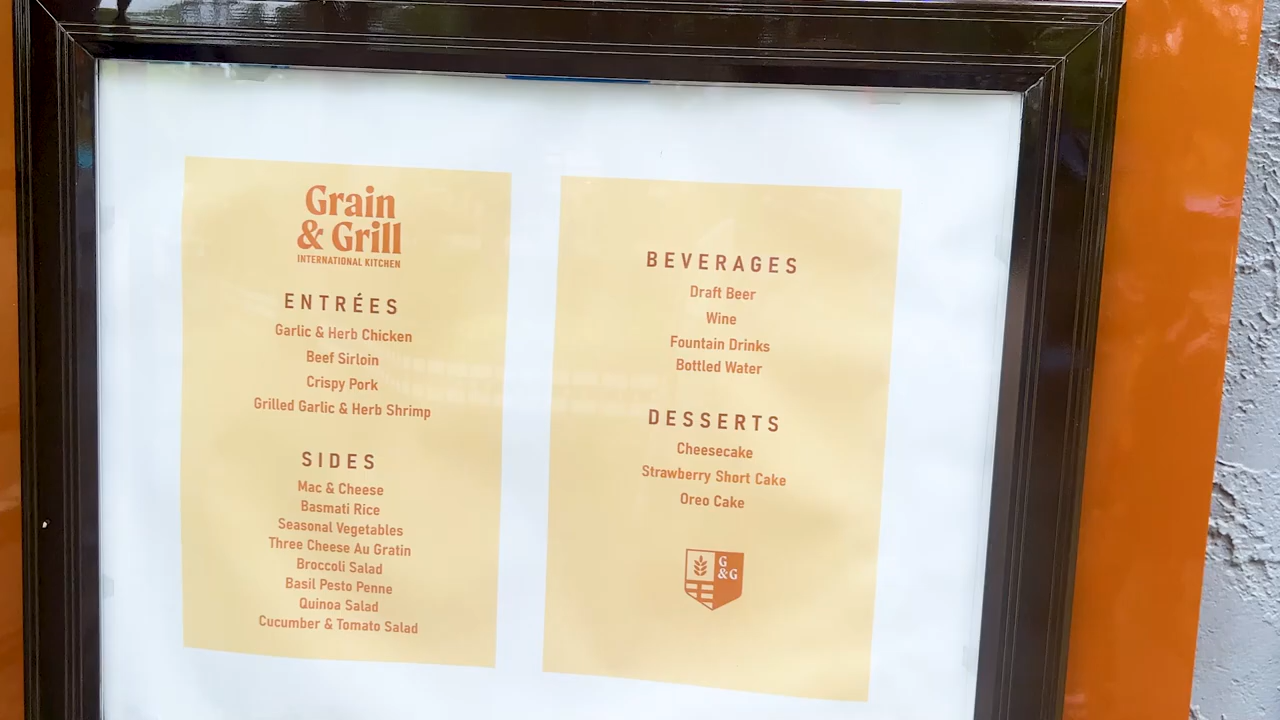 Grain
& Grill
INTERNATIONAL KITCHEN
ENTRÉES
Garlic & Herb Chicken
Beef Sirloin
Crispy Pork
Grilled Garlic & Herb Shrimp
SIDES
Mac & Cheese
Basmati Rice
Seasonal Vegetables
Three Cheese Au Gratin
Broccoli Salad
Basil Pesto Penne
Quinoa Salad
Cucumber & Tomato Salad
BEVERAGES
Draft Beer
Wine
Fountain Drinks
Bottled Water
DESSERTS
Cheesecake
Strawberry Short Cake
Oreo Cake
G
&G